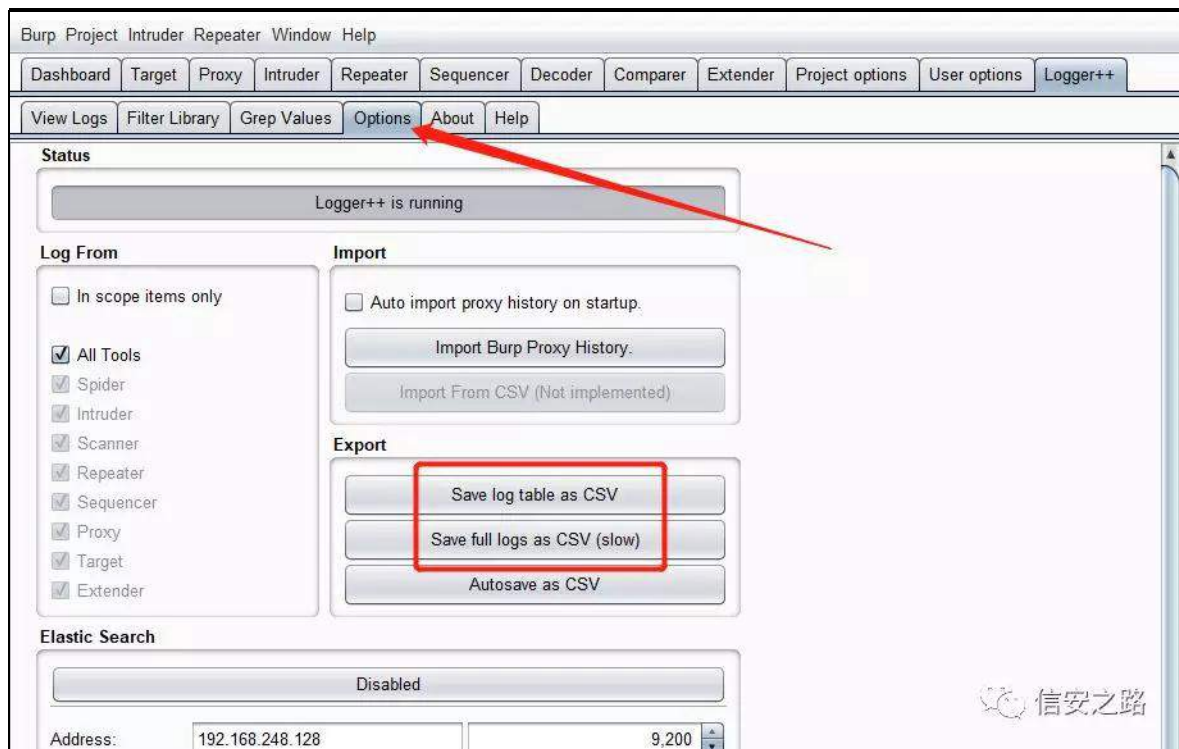 Burp Project Intruder Repeater Window Help
Dashboard Target Proxy Intruder Repeater Sequencer Decoder Comparer Extender Project options User options Logger++
View Logs Filter Library Grep Values Options About Help
Status
Logger++ is running
Log From
In scope items only
All Tools
Spider
Intruder
Scanner
Repeater
Sequencer
Proxy
Target
Extender
Import
Auto import proxy history on startup.
Import Burp Proxy History.
Import From CSV (Not implemented)
Export
Save log table as CSV
Save full logs as CSV (slow)
Autosave as CSV
Elastic Search
Disabled
Address: 192.168.248.128 9,200
信安之路